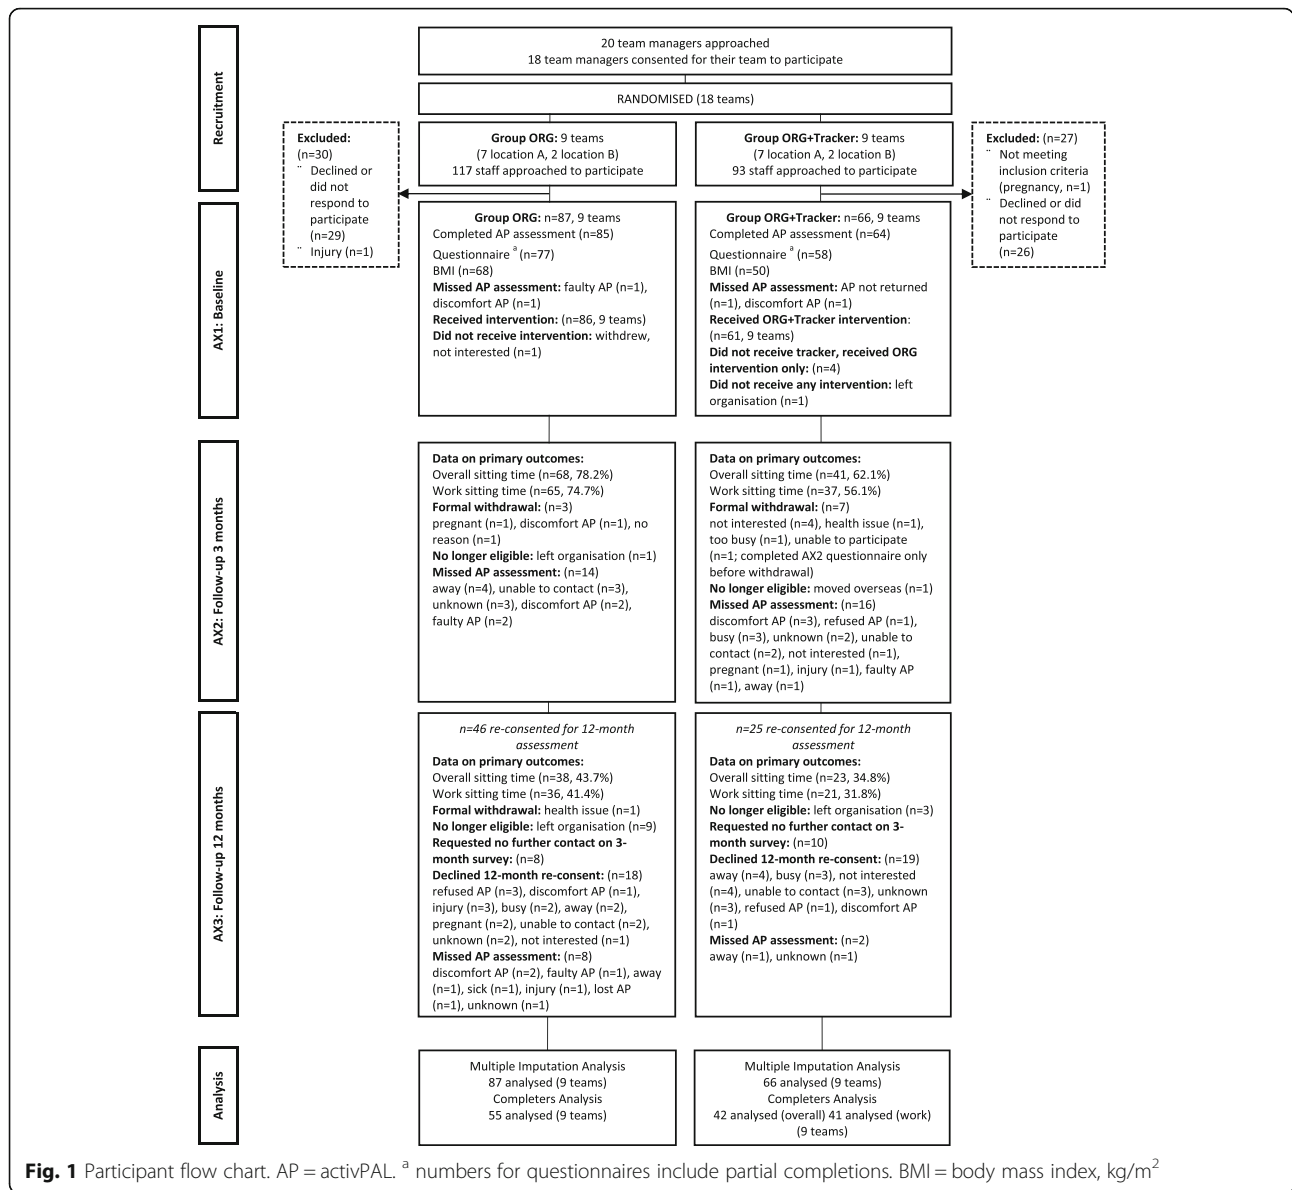 Recruitment
20 team managers approached
18 team managers consented for their team to participate
RANDOMISED (18 teams)
Excluded:
(n=30)
¨ Declined or
did not
respond to
participate
(n=29)
¨ Injury (n=1)
Group ORG: 9 teams
(7 location A, 2 location B)
117 staff approached to participate
Group ORG+Tracker: 9 teams
(7 location A, 2 location B)
93 staff approached to participate
Excluded: (n=27)
¨ Not meeting
inclusion criteria
(pregnancy, n=1)
¨ Declined or did
not respond to
participate
(n=26)
AX1: Baseline
Group ORG: n=87, 9 teams
Completed AP assessment (n=85)
Questionnaire a (n=77)
BMI (n=68)
Missed AP assessment: faulty AP (n=1),
discomfort AP (n=1)
Received intervention: (n=86, 9 teams)
Did not receive intervention: withdrew,
not interested (n=1)
Group ORG+Tracker: n=66, 9 teams
Completed AP assessment (n=64)
Questionnaire a (n=58)
BMI (n=50)
Missed AP assessment: AP not returned
(n=1), discomfort AP (n=1)
Received ORG+Tracker intervention:
(n=61, 9 teams)
Did not receive tracker, received ORG
intervention only: (n=4)
Did not receive any intervention: left
organisation (n=1)
AX2: Follow-up 3 months
Data on primary outcomes:
Overall sitting time (n=68, 78.2%)
Work sitting time (n=65, 74.7%)
Formal withdrawal: (n=3)
pregnant (n=1), discomfort AP (n=1), no
reason (n=1)
No longer eligible: left organisation (n=1)
Missed AP assessment: (n=14)
away (n=4), unable to contact (n=3),
unknown (n=3), discomfort AP (n=2),
faulty AP (n=2)
Data on primary outcomes:
Overall sitting time (n=41, 62.1%)
Work sitting time (n=37, 56.1%)
Formal withdrawal: (n=7)
not interested (n=4), health issue (n=1),
too busy (n=1), unable to participate
(n=1; completed AX2 questionnaire only
before withdrawal)
No longer eligible: moved overseas (n=1)
Missed AP assessment: (n=16)
discomfort AP (n=3), refused AP (n=1),
busy (n=3), unknown (n=2), unable to
contact (n=2), not interested (n=1),
pregnant (n=1), injury (n=1), faulty AP
(n=1), away (n=1)
AX3: Follow-up 12 months
n=46 re-consented for 12-month
assessment
Data on primary outcomes:
Overall sitting time (n=38, 43.7%)
Work sitting time (n=36, 41.4%)
Formal withdrawal: health issue (n=1)
No longer eligible: left organisation (n=9)
Requested no further contact on 3-
month survey: (n=8)
Declined 12-month re-consent: (n=18)
refused AP (n=3), discomfort AP (n=1),
injury (n=3), busy (n=2), away (n=2),
pregnant (n=2), unable to contact (n=2),
unknown (n=2), not interested (n=1)
Missed AP assessment: (n=8)
discomfort AP (n=2), faulty AP (n=1), away
(n=1), sick (n=1), injury (n=1), lost AP
(n=1), unknown (n=1)
n=25 re-consented for 12-month
assessment
Data on primary outcomes:
Overall sitting time (n=23, 34.8%)
Work sitting time (n=21, 31.8%)
No longer eligible: left organisation (n=3)
Requested no further contact on 3-
month survey: (n=10)
Declined 12-month re-consent: (n=19)
away (n=4), busy (n=3), not interested
(n=4), unable to contact (n=3), unknown
(n=3), refused AP (n=1), discomfort AP
(n=1)
Missed AP assessment: (n=2)
away (n=1), unknown (n=1)
Analysis
Multiple Imputation Analysis
87 analysed (9 teams)
Completers Analysis
55 analysed (9 teams)
Multiple Imputation Analysis
66 analysed (9 teams)
Completers Analysis
42 analysed (overall) 41 analysed (work)
(9 teams)
Fig. 1 Participant flow chart. AP = activPAL. a numbers for questionnaires include partial completions. BMI = body mass index, kg/m2